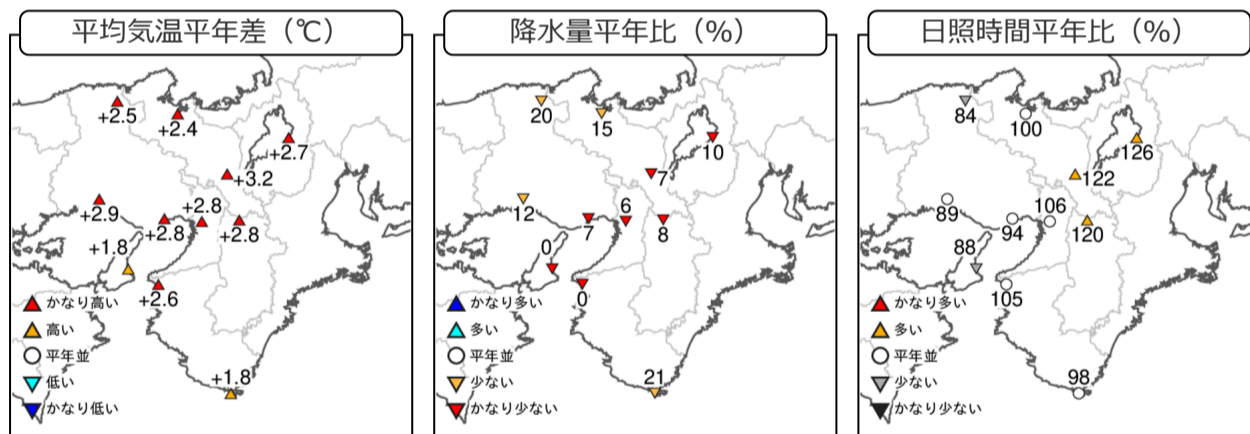 平均気温平年差（℃）
+2.5
+2.4
+2.7
+3.2
+2.9
+2.8
+2.8
+2.8
+1.8
+2.6
+1.8
かなり高い
高い
平年並
低い
かなり低い
降水量平年比（%）
20
15
10
7
12
6
7
8
0
0
21
かなり多い
多い
平年並
少ない
かなり少ない
日照時間平年比（%）
84
100
126
122
89
106
94
120
88
105
98
かなり多い
多い
平年並
少ない
かなり少ない